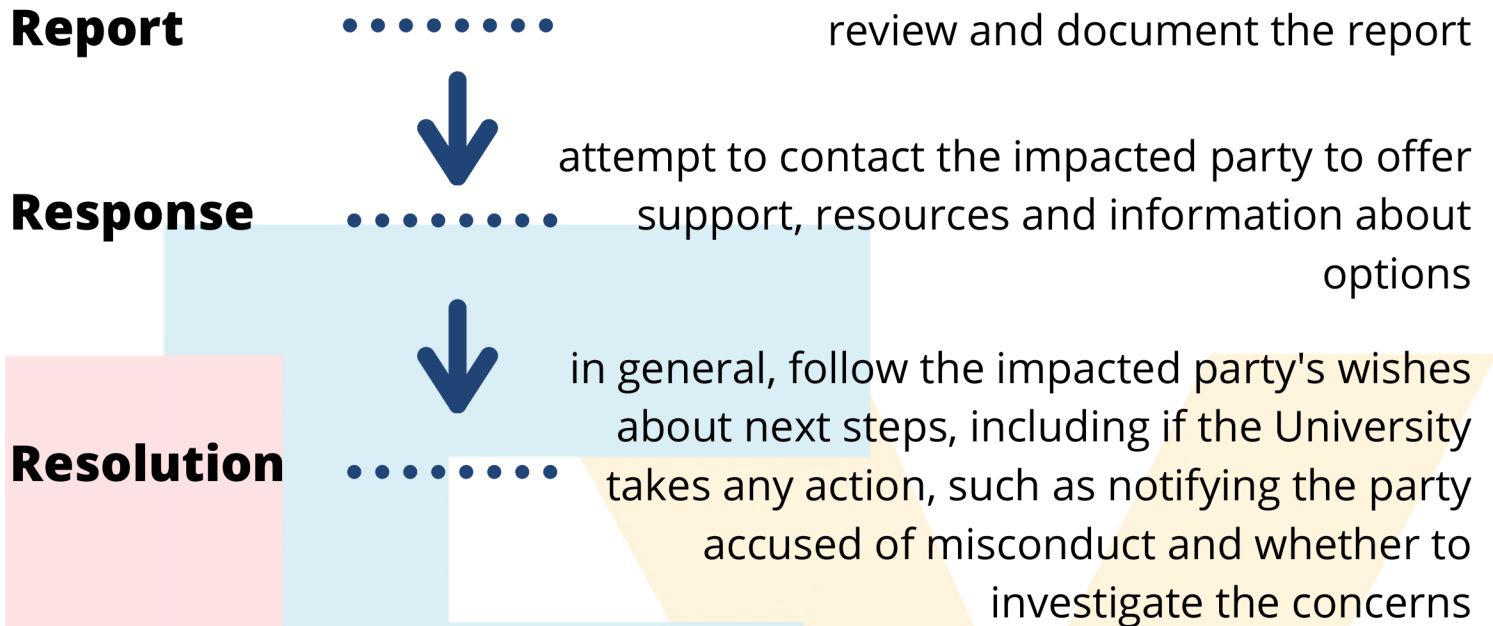 Report
review and document the report
attempt to contact the impacted party to offer
Response
support, resources and information about
options
in general, follow the impacted party's wishes
about next steps, including if the University
Resolution
takes any action, such as notifying the party
accused of misconduct and whether to
investigate the concerns